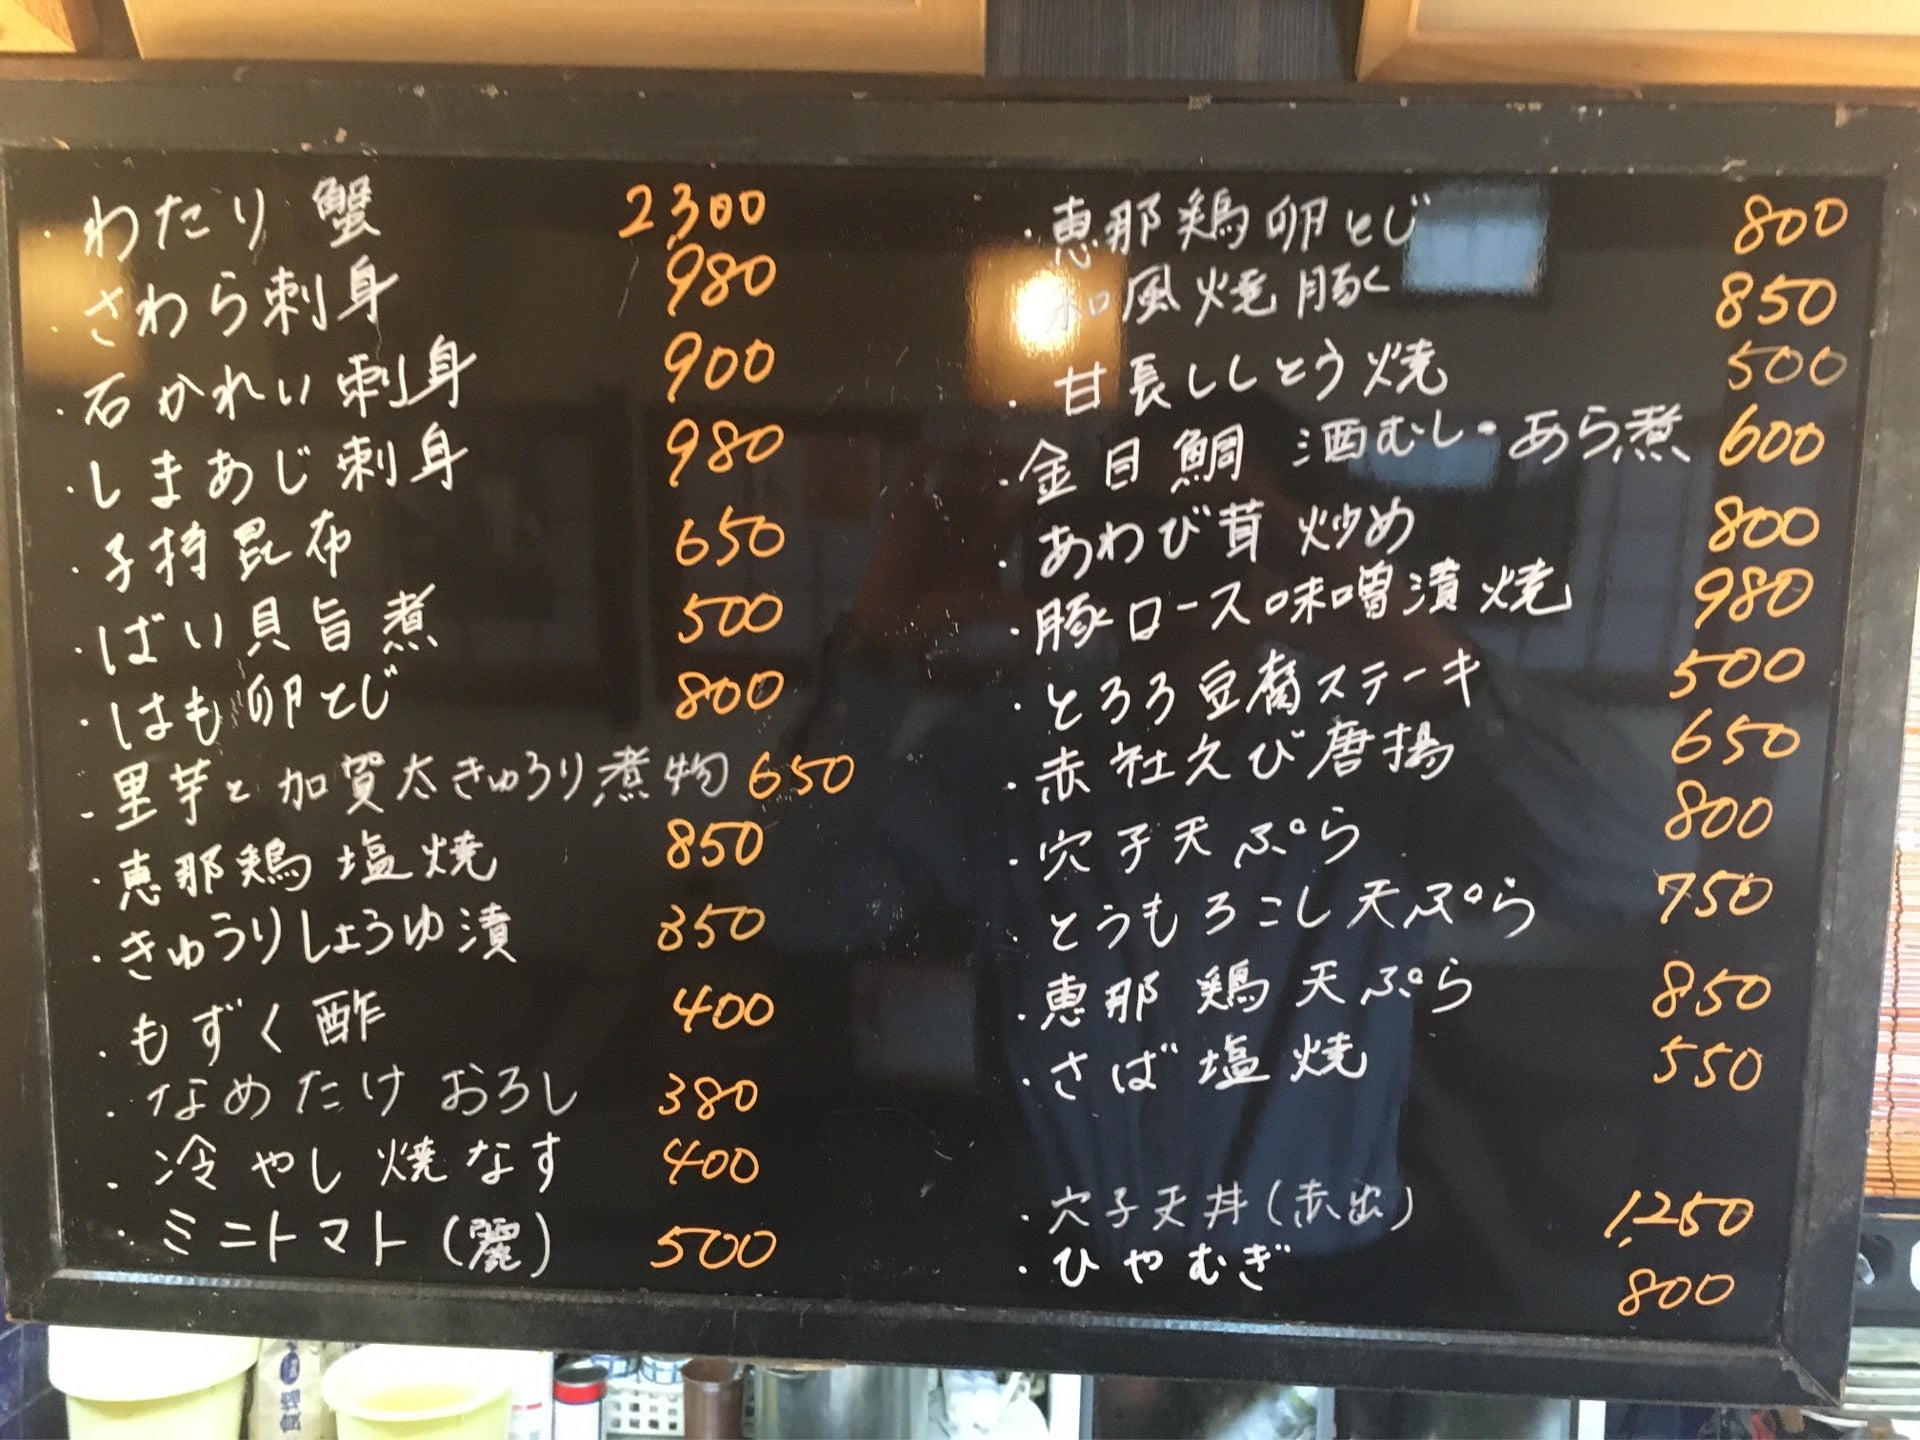 ・わたり蟹 2300
・さわら刺身 980
・石かれい刺身 900
・しまあじ刺身 980
・子持昆布 650
・ばい貝旨煮 500
・はも卵とじ 800
・里芋と加賀太きゅうり煮物 650
・恵那鶏塩焼 850
・きゅうりしょうゆ漬 350
・もずく酢 400
・なめたけおろし 380
・冷やし焼なす 400
・ミニトマト(麗) 500
・恵那鶏卵とじ 800
和風焼豚 850
・甘長ししとう焼 500
・金目鯛 酒むし・あら煮 600
・あわび茸炒め 800
・豚ロース味噌漬焼 980
・とろろ豆腐ステーキ 500
・赤社えび唐揚 650
・穴子天ぷら 800
・とうもろこし天ぷら 750
・恵那鶏天ぷら 850
・さば塩焼 550
・穴子天丼(赤出) 1,250
・ひやむぎ 800